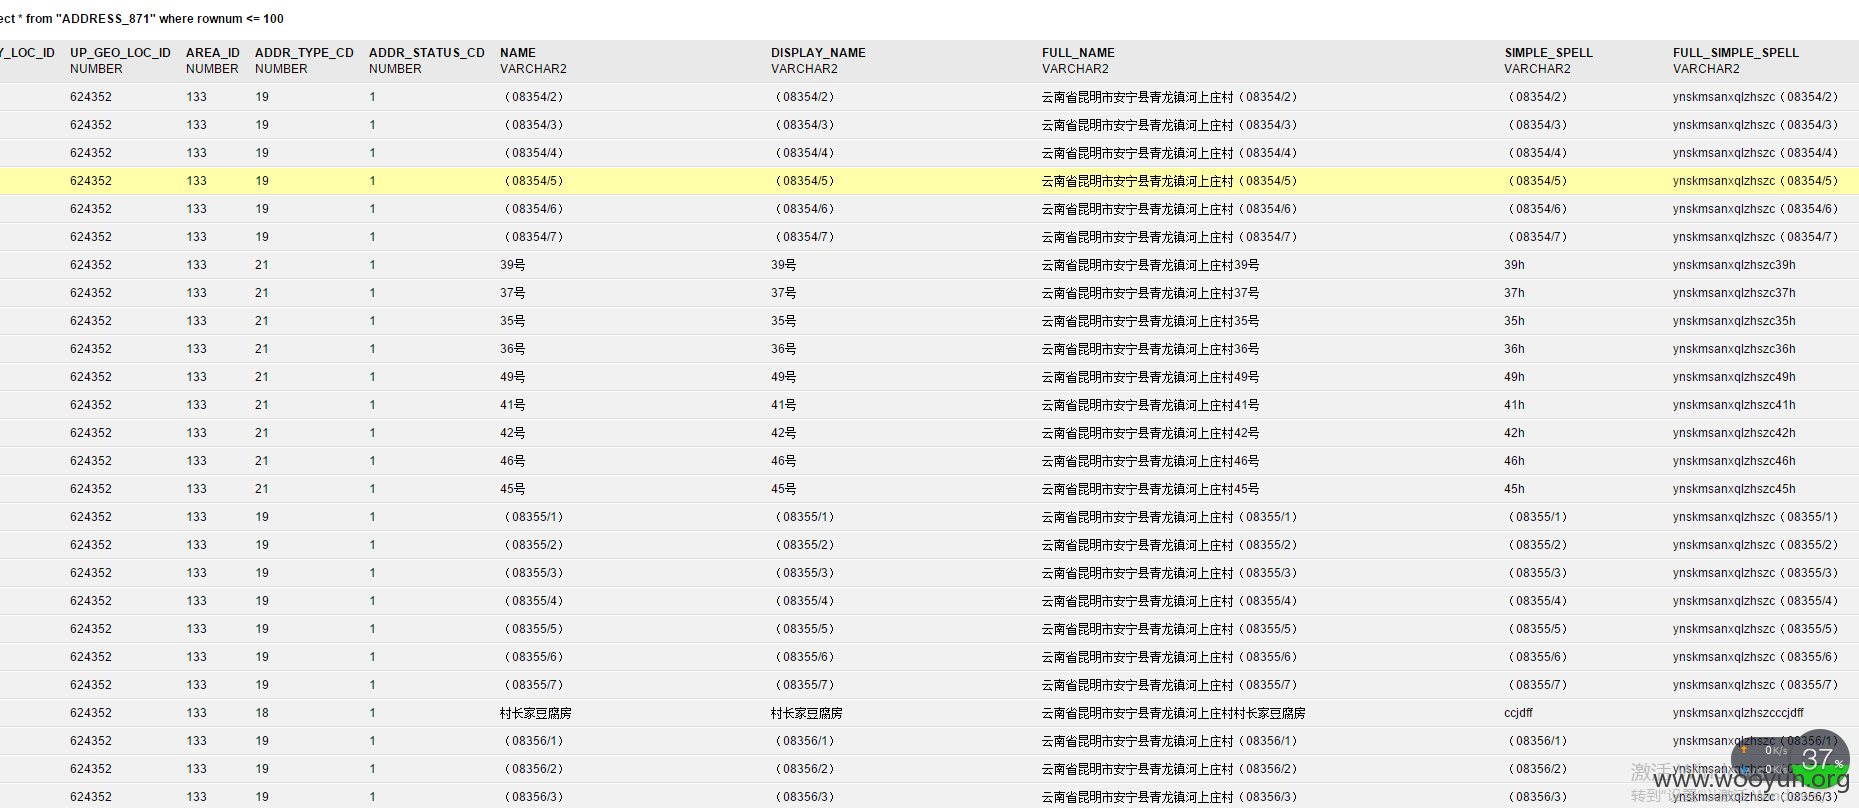 ect * from "ADDRESS_871" where rownum <= 100
Y_LOC_ID UP_GEO_LOC_ID AREA_ID ADDR_TYPE_CD ADDR_STATUS_CD NAME DISPLAY_NAME FULL_NAME SIMPLE_SPELL FULL_SIMPLE_SPELL
NUMBER NUMBER NUMBER NUMBER VARCHAR2 VARCHAR2 VARCHAR2 VARCHAR2 VARCHAR2
624352 133 19 1 （08354/2） （08354/2） 云南省昆明市安宁县青龙镇河上庄村（08354/2） （08354/2） ynskmsanxqlzhszc（08354/2）
624352 133 19 1 （08354/3） （08354/3） 云南省昆明市安宁县青龙镇河上庄村（08354/3） （08354/3） ynskmsanxqlzhszc（08354/3）
624352 133 19 1 （08354/4） （08354/4） 云南省昆明市安宁县青龙镇河上庄村（08354/4） （08354/4） ynskmsanxqlzhszc（08354/4）
624352 133 19 1 （08354/5） （08354/5） 云南省昆明市安宁县青龙镇河上庄村（08354/5） （08354/5） ynskmsanxqlzhszc（08354/5）
624352 133 19 1 （08354/6） （08354/6） 云南省昆明市安宁县青龙镇河上庄村（08354/6） （08354/6） ynskmsanxqlzhszc（08354/6）
624352 133 19 1 （08354/7） （08354/7） 云南省昆明市安宁县青龙镇河上庄村（08354/7） （08354/7） ynskmsanxqlzhszc（08354/7）
624352 133 21 1 39号 39号 云南省昆明市安宁县青龙镇河上庄村39号 39h ynskmsanxqlzhszc39h
624352 133 21 1 37号 37号 云南省昆明市安宁县青龙镇河上庄村37号 37h ynskmsanxqlzhszc37h
624352 133 21 1 35号 35号 云南省昆明市安宁县青龙镇河上庄村35号 35h ynskmsanxqlzhszc35h
624352 133 21 1 36号 36号 云南省昆明市安宁县青龙镇河上庄村36号 36h ynskmsanxqlzhszc36h
624352 133 21 1 49号 49号 云南省昆明市安宁县青龙镇河上庄村49号 49h ynskmsanxqlzhszc49h
624352 133 21 1 41号 41号 云南省昆明市安宁县青龙镇河上庄村41号 41h ynskmsanxqlzhszc41h
624352 133 21 1 42号 42号 云南省昆明市安宁县青龙镇河上庄村42号 42h ynskmsanxqlzhszc42h
624352 133 21 1 46号 46号 云南省昆明市安宁县青龙镇河上庄村46号 46h ynskmsanxqlzhszc46h
624352 133 21 1 45号 45号 云南省昆明市安宁县青龙镇河上庄村45号 45h ynskmsanxqlzhszc45h
624352 133 19 1 （08355/1） （08355/1） 云南省昆明市安宁县青龙镇河上庄村（08355/1） （08355/1） ynskmsanxqlzhszc（08355/1）
624352 133 19 1 （08355/2） （08355/2） 云南省昆明市安宁县青龙镇河上庄村（08355/2） （08355/2） ynskmsanxqlzhszc（08355/2）
624352 133 19 1 （08355/3） （08355/3） 云南省昆明市安宁县青龙镇河上庄村（08355/3） （08355/3） ynskmsanxqlzhszc（08355/3）
624352 133 19 1 （08355/4） （08355/4） 云南省昆明市安宁县青龙镇河上庄村（08355/4） （08355/4） ynskmsanxqlzhszc（08355/4）
624352 133 19 1 （08355/5） （08355/5） 云南省昆明市安宁县青龙镇河上庄村（08355/5） （08355/5） ynskmsanxqlzhszc（08355/5）
624352 133 19 1 （08355/6） （08355/6） 云南省昆明市安宁县青龙镇河上庄村（08355/6） （08355/6） ynskmsanxqlzhszc（08355/6）
624352 133 19 1 （08355/7） （08355/7） 云南省昆明市安宁县青龙镇河上庄村（08355/7） （08355/7） ynskmsanxqlzhszc（08355/7）
624352 133 18 1 村长家豆腐房 村长家豆腐房 云南省昆明市安宁县青龙镇河上庄村村长家豆腐房 ccjdff ynskmsanxqlzhszcccjdff
624352 133 19 1 （08356/1） （08356/1） 云南省昆明市安宁县青龙镇河上庄村（08356/1） （08356/1） ynskmsanxqlzhszc（08356/1）
624352 133 19 1 （08356/2） （08356/2） 云南省昆明市安宁县青龙镇河上庄村（08356/2） （08356/2） ynskmsanxqlzhszc（08356/2）
624352 133 19 1 （08356/3） （08356/3） 云南省昆明市安宁县青龙镇河上庄村（08356/3） （08356/3） ynskmsanxqlzhszc（08356/3）
0K/s
0K/s
37%
激活
www.wooyun.org